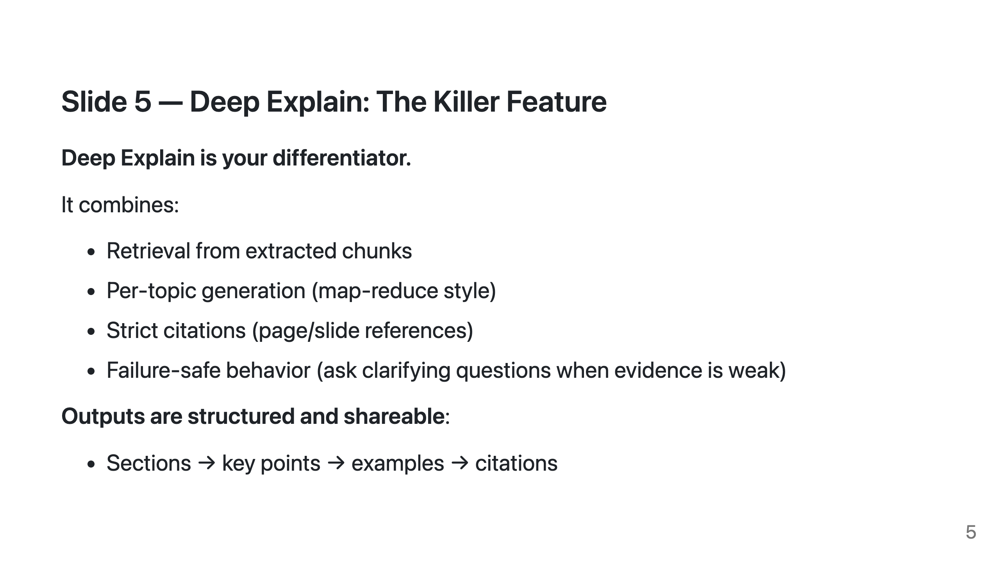 Slide 5 — Deep Explain: The Killer Feature
Deep Explain is your differentiator.
It combines:
• Retrieval from extracted chunks
• Per-topic generation (map-reduce style)
• Strict citations (page/slide references)
• Failure-safe behavior (ask clarifying questions when evidence is weak)
Outputs are structured and shareable:
• Sections → key points → examples → citations
5